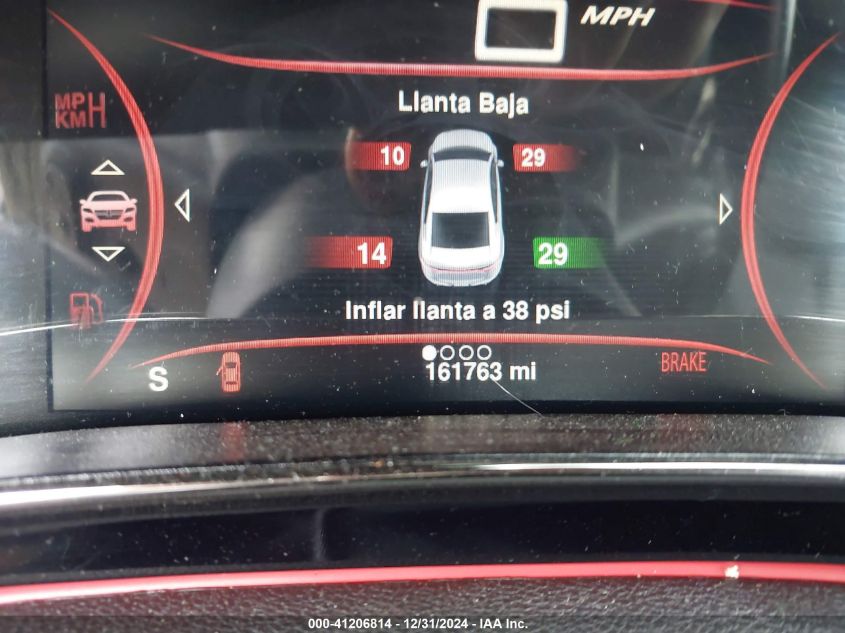 MPH
Llanta Baja
MPH
KM
10 29
14 29
Inflar llanta a 38 psi
161763 mi
S
BRAKE
000-41206814 - 12/31/2024 - IAA Inc.